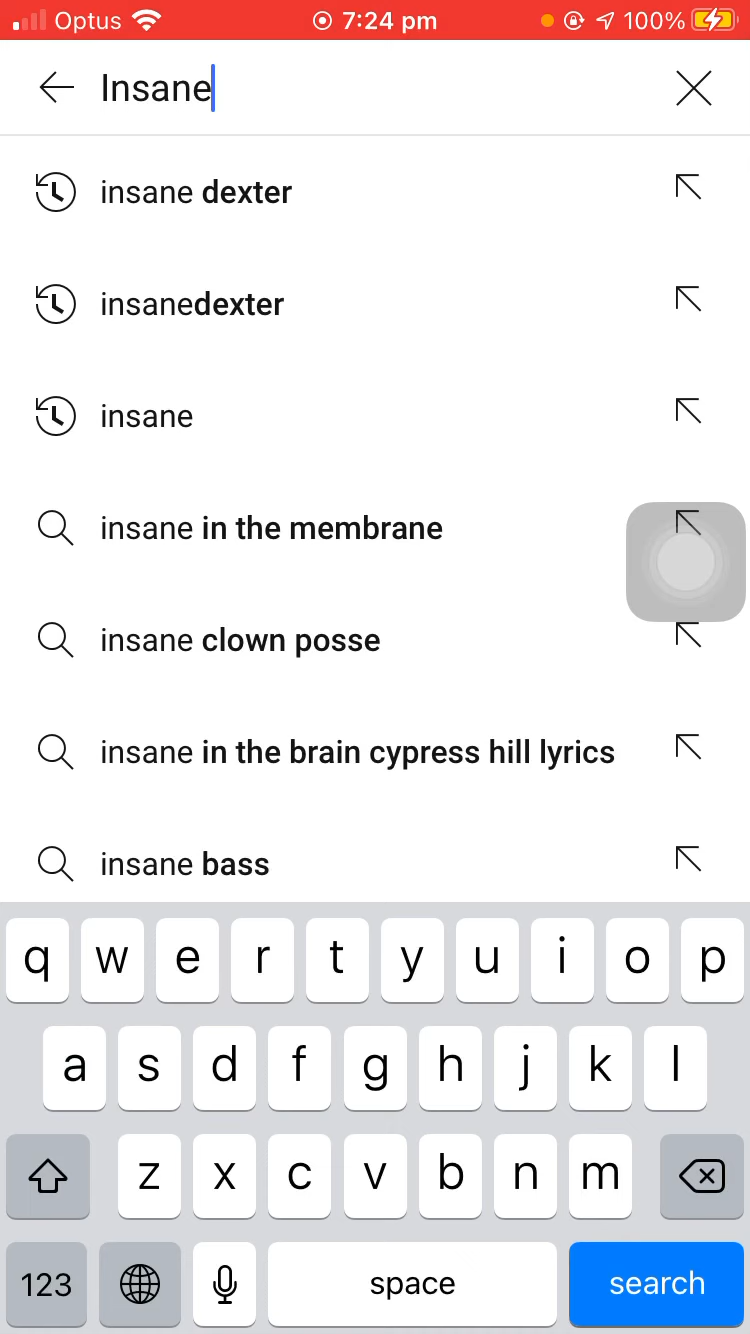 Optus 7:24 pm 100%
Insane
insane dexter
insanedexter
insane
insane in the membrane
insane clown posse
insane in the brain cypress hill lyrics
insane bass
q w e r t y u i o p
a s d f g h j k l
z x c v b n m
123 space search